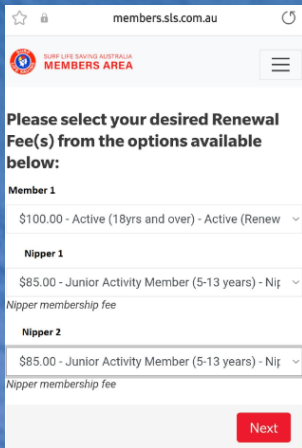 members.sls.com.au
SURF LIFE SAVING AUSTRALIA
MEMBERS AREA
Please select your desired Renewal
Fee(s) from the options available
below:
Member 1
$100.00 - Active (18yrs and over) - Active (Renew
Nipper 1
$85.00 - Junior Activity Member (5-13 years) - Nip
Nipper membership fee
Nipper 2
$85.00 - Junior Activity Member (5-13 years) - Nip
Nipper membership fee
Next